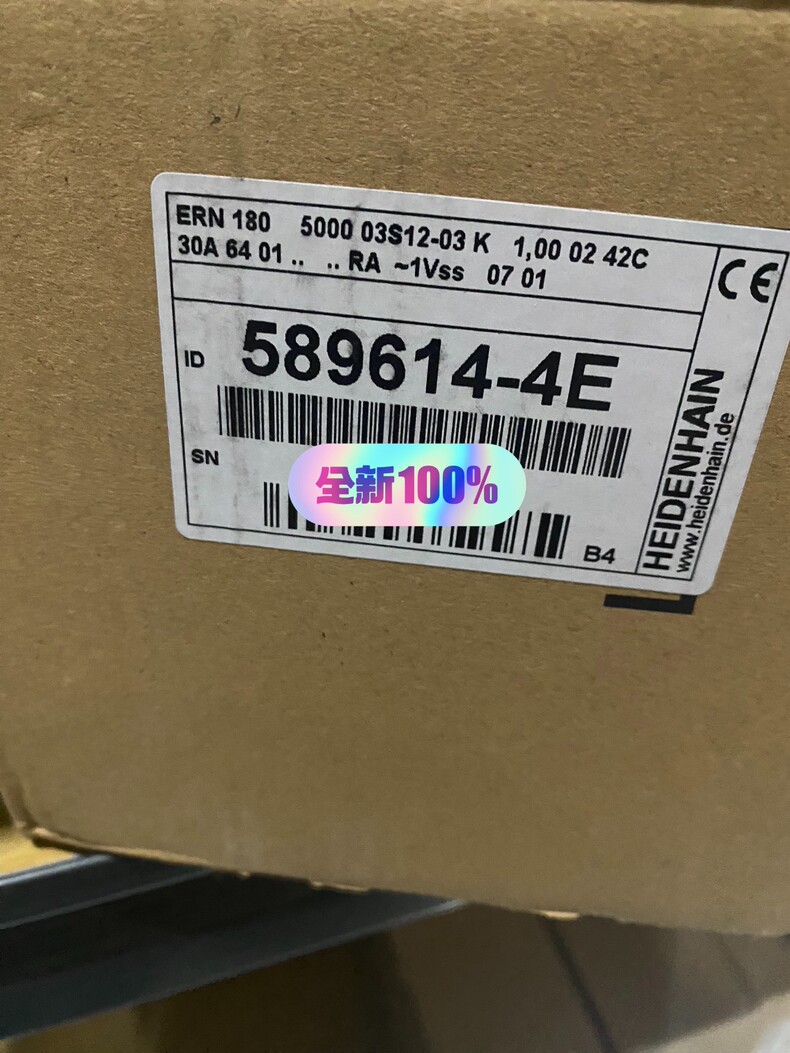 ERN 180 5000 03S12-03 K 1,00 02 42C
30A 64 01 .. .. RA ~1Vss 07 01
CE
ID 589614-4E
SN
全新100%
B4
HEIDENHAIN
www.heidenhain.de